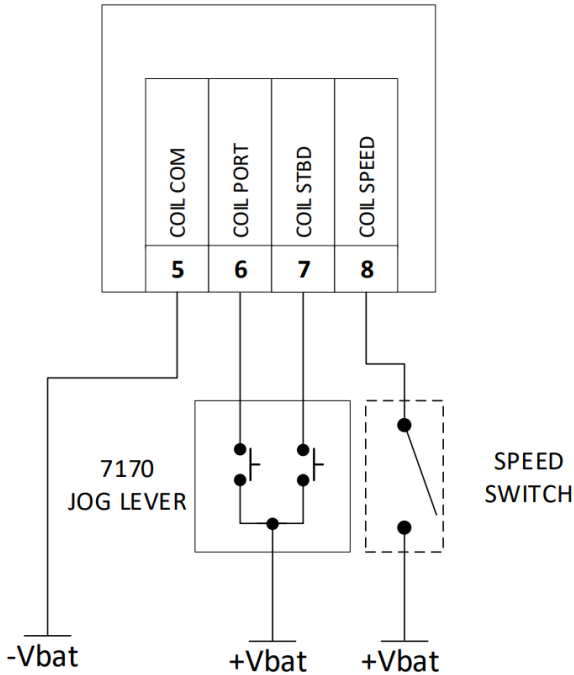 COIL COM
COIL PORT
COIL STBD
COIL SPEED
5
6
7
8
7170
JOG LEVER
SPEED
SWITCH
-Vbat
+Vbat
+Vbat